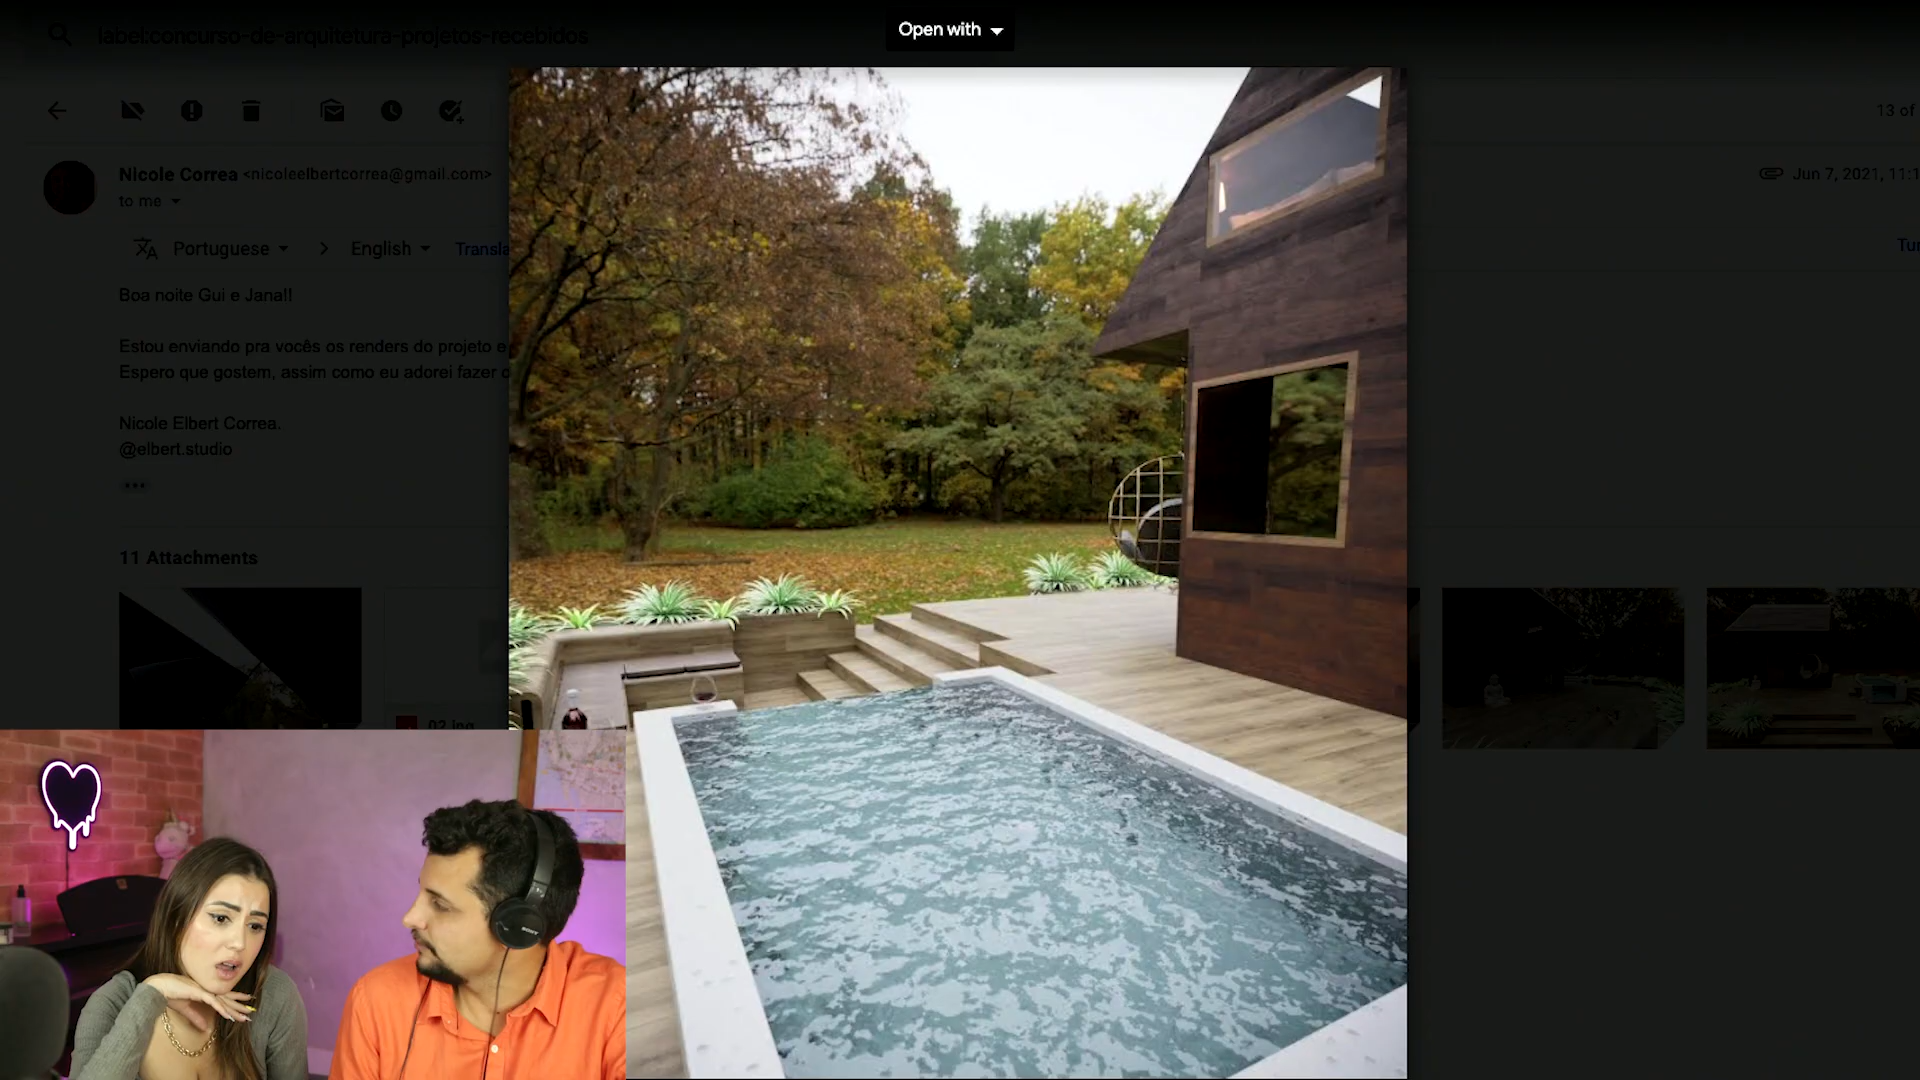 label:concurso-de-arquitetura-projetos-recebidos
Open with
13 of
Nicole Correa <nicoleelbertcorrea@gmail.com>
Jun 7, 2021, 11:1
to me
Portuguese > English
Boa noite Gui e Jana!!
Estou enviando pra vocês os renders do projeto e
Espero que gostem, assim como eu adorei fazer
Nicole Elbert Correa.
@elbert.studio
11 Attachments
SONY